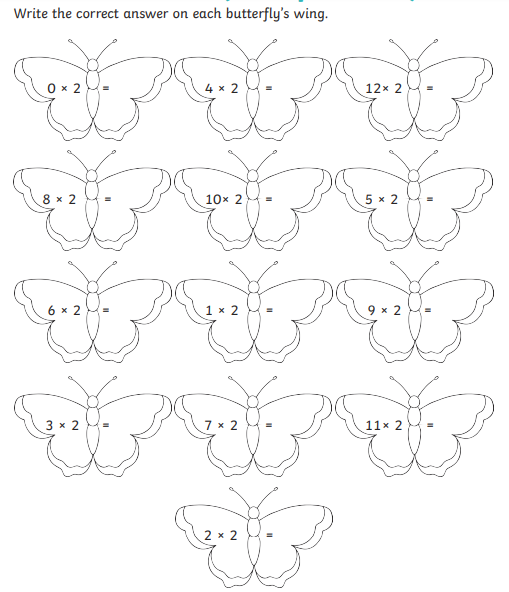 Write the correct answer on each butterfly's wing.
0 × 2 = 4 × 2 = 12× 2 =
8 × 2 = 10× 2 = 5 × 2 =
6 × 2 = 1 × 2 = 9 × 2 =
3 × 2 = 7 × 2 = 11× 2 =
2 × 2 =